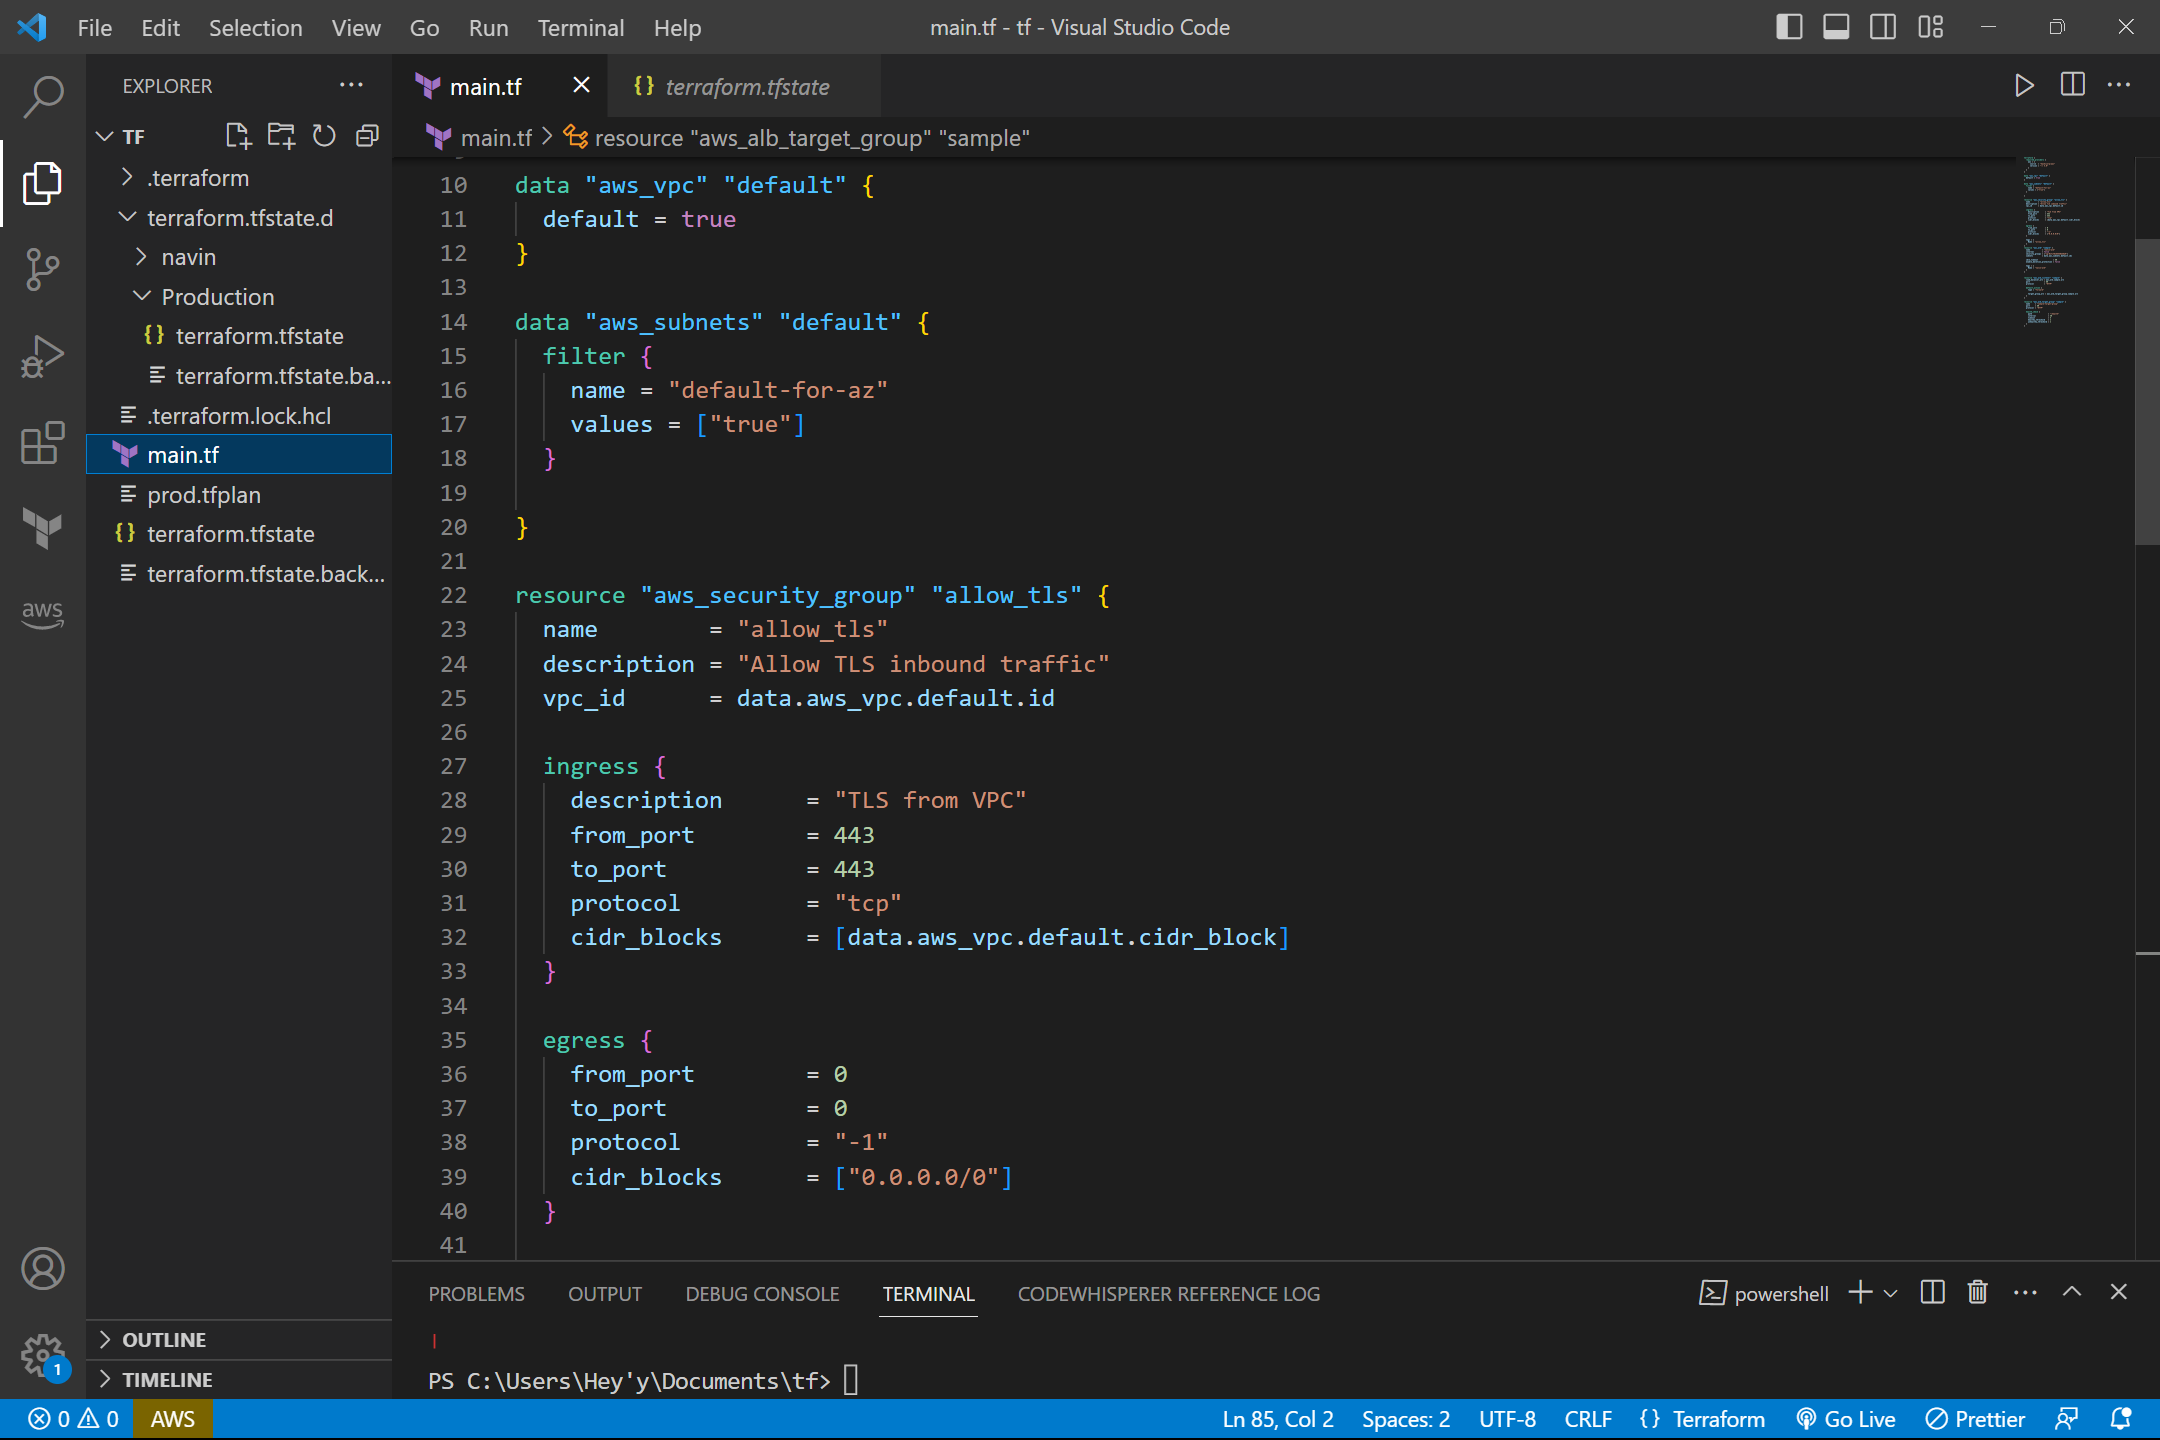 File Edit Selection View Go Run Terminal Help
main.tf - tf - Visual Studio Code
EXPLORER
TF
.terraform
terraform.tfstate.d
navin
Production
{} terraform.tfstate
terraform.tfstate.ba...
.terraform.lock.hcl
main.tf
prod.tfplan
{} terraform.tfstate
terraform.tfstate.back...
aws
OUTLINE
TIMELINE
1
main.tf
{} terraform.tfstate
main.tf > resource "aws_alb_target_group" "sample"
10 data "aws_vpc" "default" {
11 default = true
12 }
13
14 data "aws_subnets" "default" {
15 filter {
16 name = "default-for-az"
17 values = ["true"]
18 }
19
20 }
21
22 resource "aws_security_group" "allow_tls" {
23 name = "allow_tls"
24 description = "Allow TLS inbound traffic"
25 vpc_id = data.aws_vpc.default.id
26
27 ingress {
28 description = "TLS from VPC"
29 from_port = 443
30 to_port = 443
31 protocol = "tcp"
32 cidr_blocks = [data.aws_vpc.default.cidr_block]
33 }
34
35 egress {
36 from_port = 0
37 to_port = 0
38 protocol = "-1"
39 cidr_blocks = ["0.0.0.0/0"]
40 }
41
PROBLEMS OUTPUT DEBUG CONSOLE TERMINAL CODEWHISPERER REFERENCE LOG
powershell
PS C:\Users\Hey'y\Documents\tf>
0 0 AWS
Ln 85, Col 2 Spaces: 2 UTF-8 CRLF {} Terraform Go Live Prettier